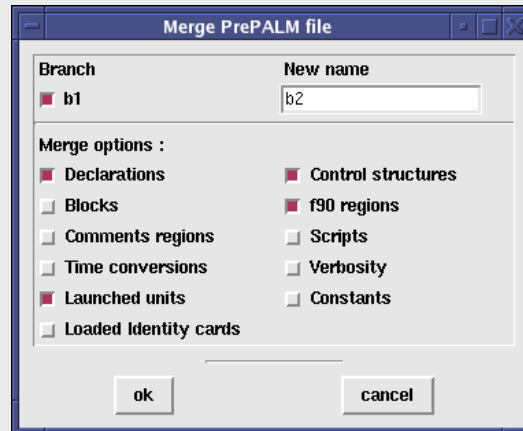 Merge PrePALM file
Branch New name
b1 b2
Merge options :
Declarations Control structures
Blocks f90 regions
Comments regions Scripts
Time conversions Verbosity
Launched units Constants
Loaded Identity cards
ok cancel